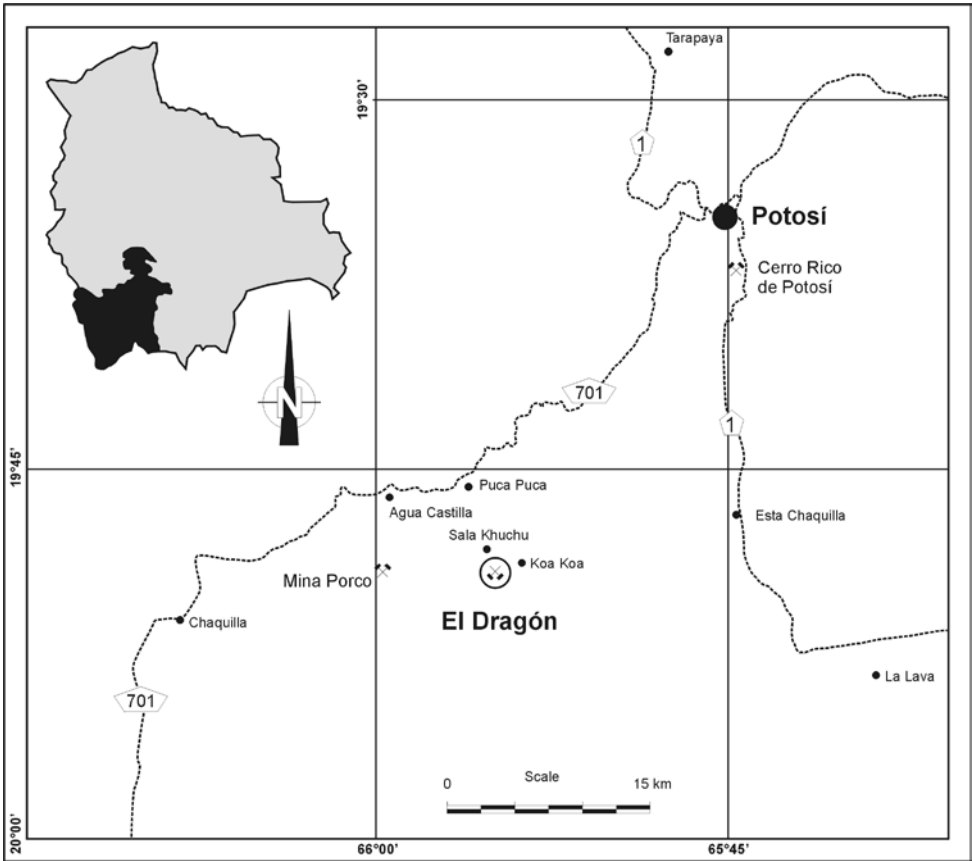 Tarapaya
19°30'
1
Potosí
Cerro Rico
de Potosí
N
701
1
19°45'
Puca Puca
Agua Castilla
Esta Chaquilla
Sala Khuchu
Koa Koa
Mina Porco
El Dragón
Chaquilla
La Lava
701
Scale
0
15 km
20°00'
66°00'
65°45'